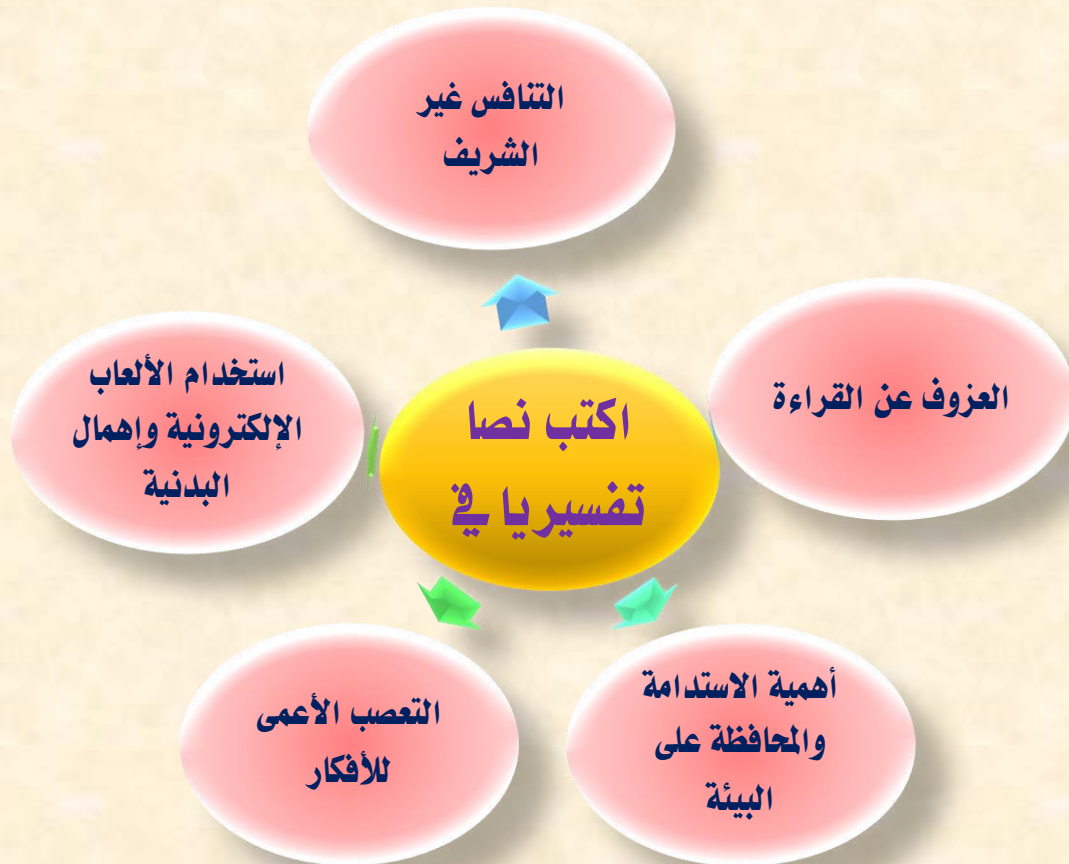 اكتب نصا
تفسيريا في
التنافس غير
الشريف
العزوف عن القراءة
أهمية الاستدامة
والمحافظة على
البيئة
التعصب الأعمى
للأفكار
استخدام الألعاب
الإلكترونية وإهمال
البدنية